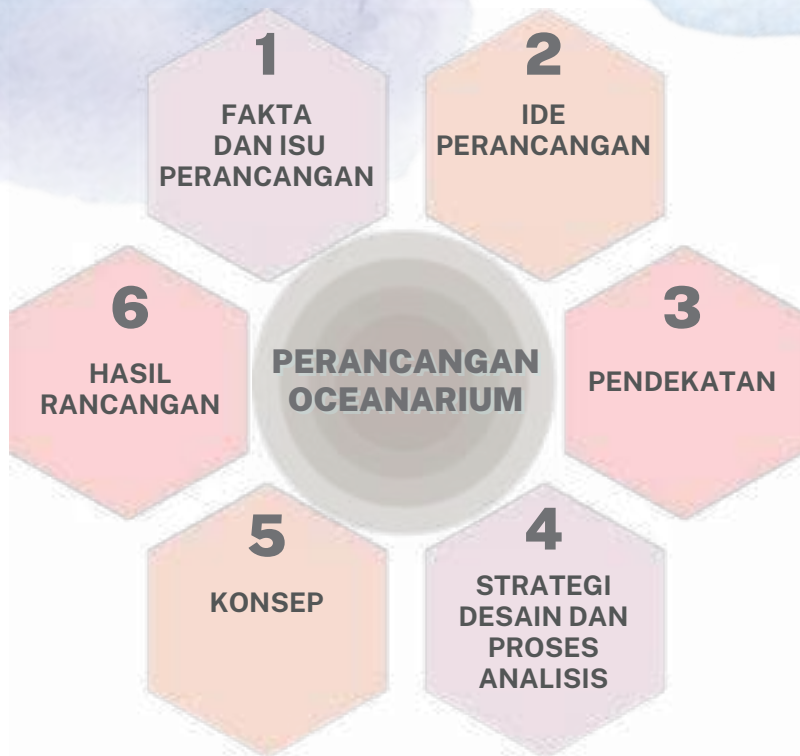 1
FAKTA
DAN ISU
PERANCANGAN
2
IDE
PERANCANGAN
3
PENDEKATAN
4
STRATEGI
DESAIN DAN
PROSES
ANALISIS
5
KONSEP
6
HASIL
RANCANGAN
PERANCANGAN
OCEANARIUM